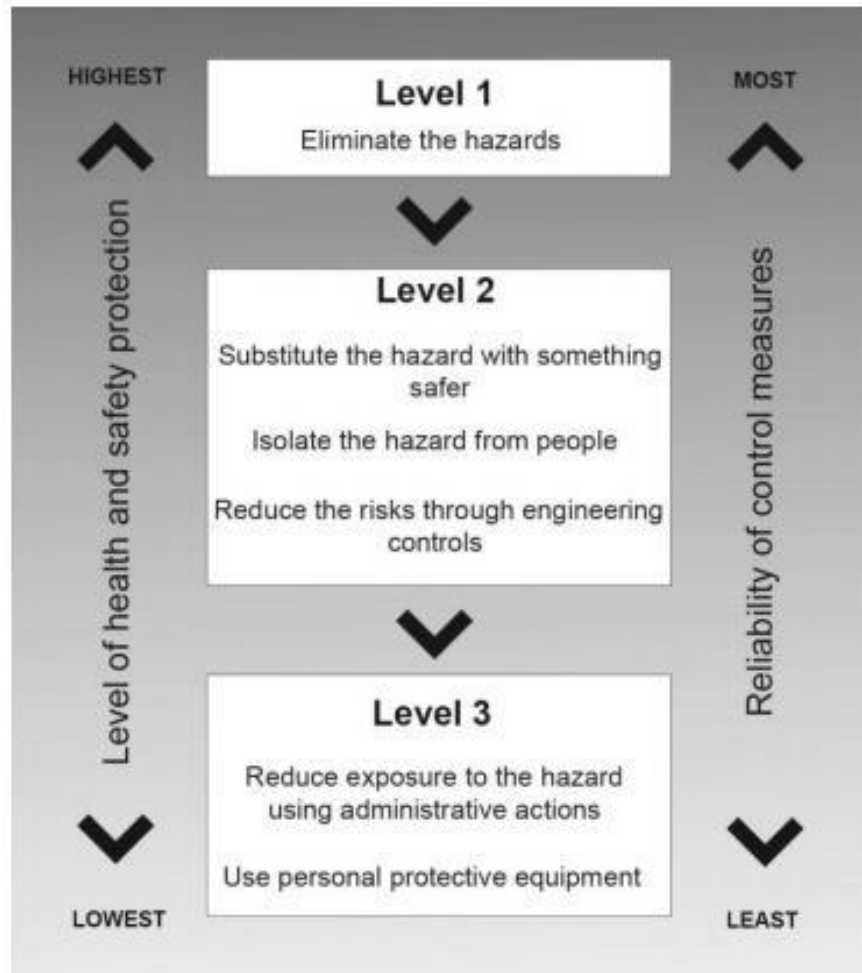 HIGHEST
Level 1
MOST
Eliminate the hazards
Level of health and safety protection
Reliability of control measures
Level 2
Substitute the hazard with something
safer
Isolate the hazard from people
Reduce the risks through engineering
controls
Level 3
Reduce exposure to the hazard
using administrative actions
Use personal protective equipment
LOWEST
LEAST